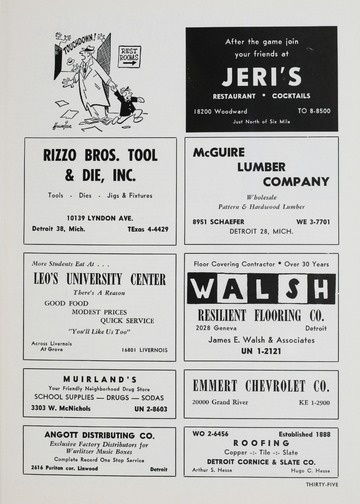 TOUCHDOWN!
REST
ROOMS
After the game join
your friends at
JERI'S
RESTAURANT * COCKTAILS
18200 Woodward TO 8-8500
Just North of Six Mile
RIZZO BROS. TOOL
& DIE, INC.
Tools - Dies - Jigs & Fixtures
10139 LYNDON AVE.
Detroit 38, Mich. TExas 4-4429
McGUIRE
LUMBER
COMPANY
Wholesale
Pattern & Hardwood Lumber
8951 SCHAEFER WE 3-7701
DETROIT 28, MICH.
More Students Eat At . . .
LEO'S UNIVERSITY CENTER
There's A Reason
GOOD FOOD
MODEST PRICES
QUICK SERVICE
"You'll Like Us Too"
Across Livernois
At Grove 16801 LIVERNOIS
Floor Covering Contractor • Over 30 Years
WALSH
RESILIENT FLOORING CO.
2028 Geneva Detroit
James E. Walsh & Associates
UN 1-2121
MUIRLAND'S
Your Friendly Neighborhood Drug Store
SCHOOL SUPPLIES — DRUGS — SODAS
3303 W. McNichols UN 2-8603
EMMERT CHEVROLET CO.
20000 Grand River KE 1-2900
ANGOTT DISTRIBUTING CO.
Exclusive Factory Distributors for
Wurlitzer Music Boxes
Complete Record One Stop Service
2616 Puritan cor. Linwood Detroit
WO 2-6456 Established 1888
ROOFING
Copper -:- Tile -:- Slate
DETROIT CORNICE & SLATE CO.
Arthur S. Hesse Hugo C. Hesse
THIRTY-FIVE